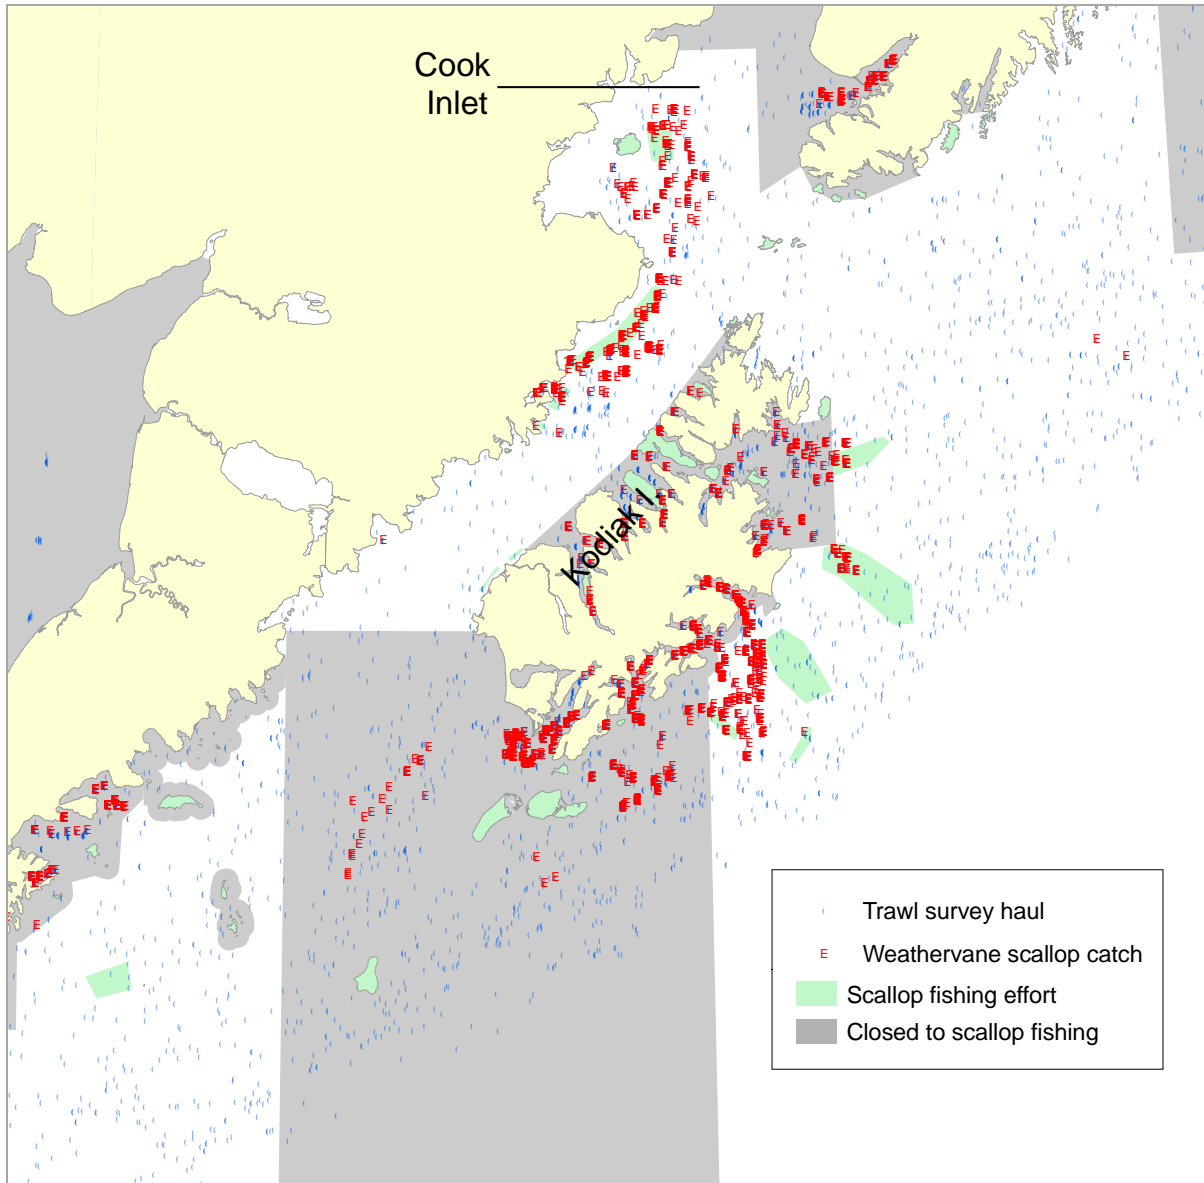 Cook
Inlet
Kodiak I.
Trawl survey haul
E Weathervane scallop catch
Scallop fishing effort
Closed to scallop fishing